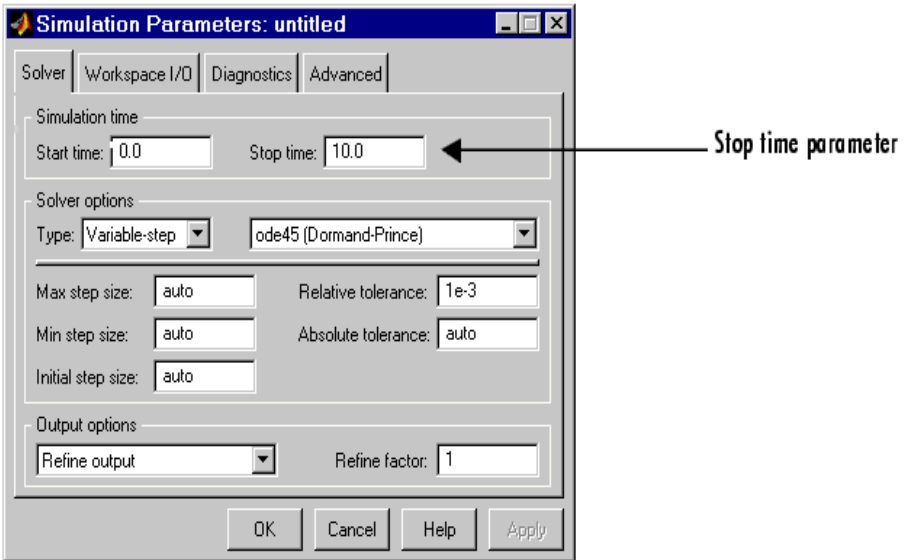 Simulation Parameters: untitled
Solver Workspace I/O Diagnostics Advanced
Simulation time
Start time: 0.0 Stop time: 10.0
Stop time parameter
Solver options
Type: Variable-step ode45 (Dormand-Prince)
Max step size: auto Relative tolerance: 1e-3
Min step size: auto Absolute tolerance: auto
Initial step size: auto
Output options
Refine output Refine factor: 1
OK Cancel Help Apply